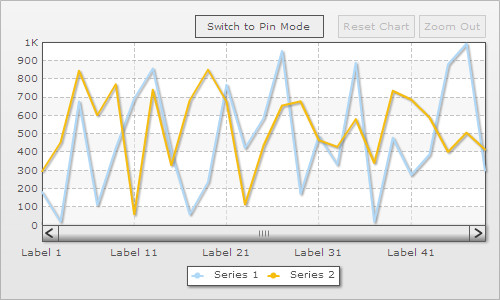 Switch to Pin Mode
Reset Chart
Zoom Out
1K
900
800
700
600
500
400
300
200
100
0
Label 1
Label 11
Label 21
Label 31
Label 41
Series 1
Series 2